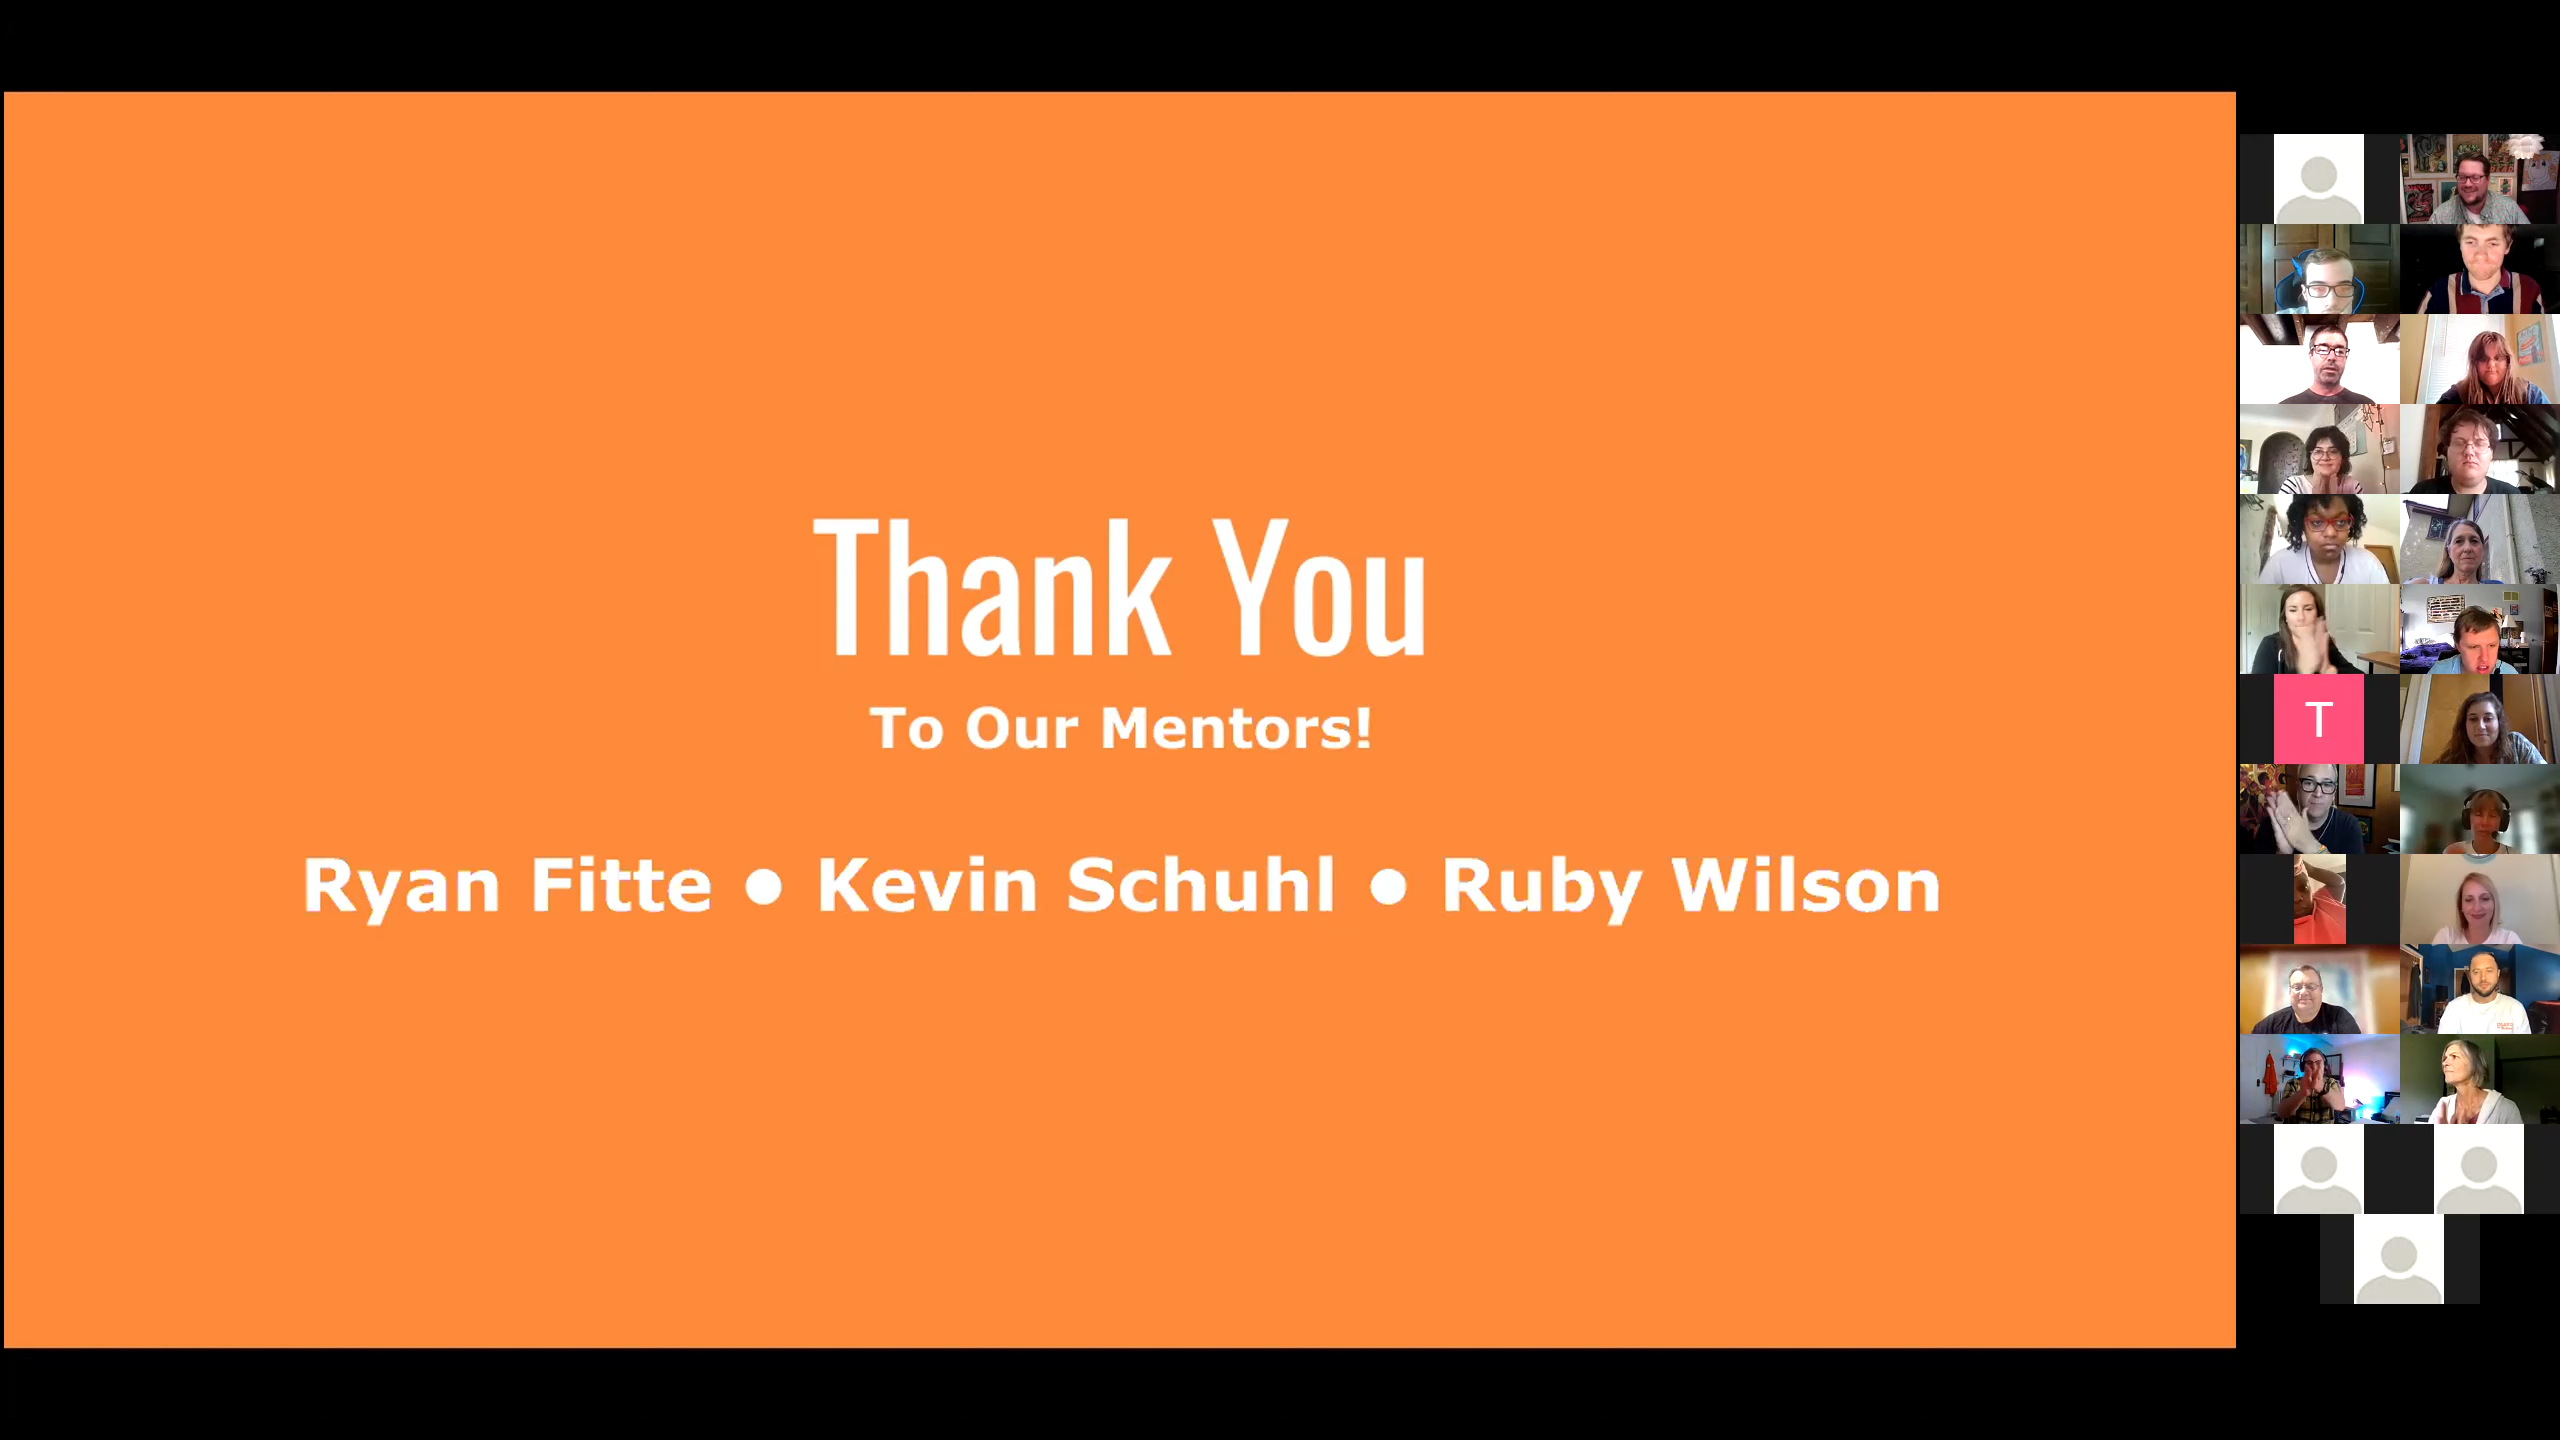 Thank You
To Our Mentors!
Ryan Fitte ● Kevin Schuhl ● Ruby Wilson
T